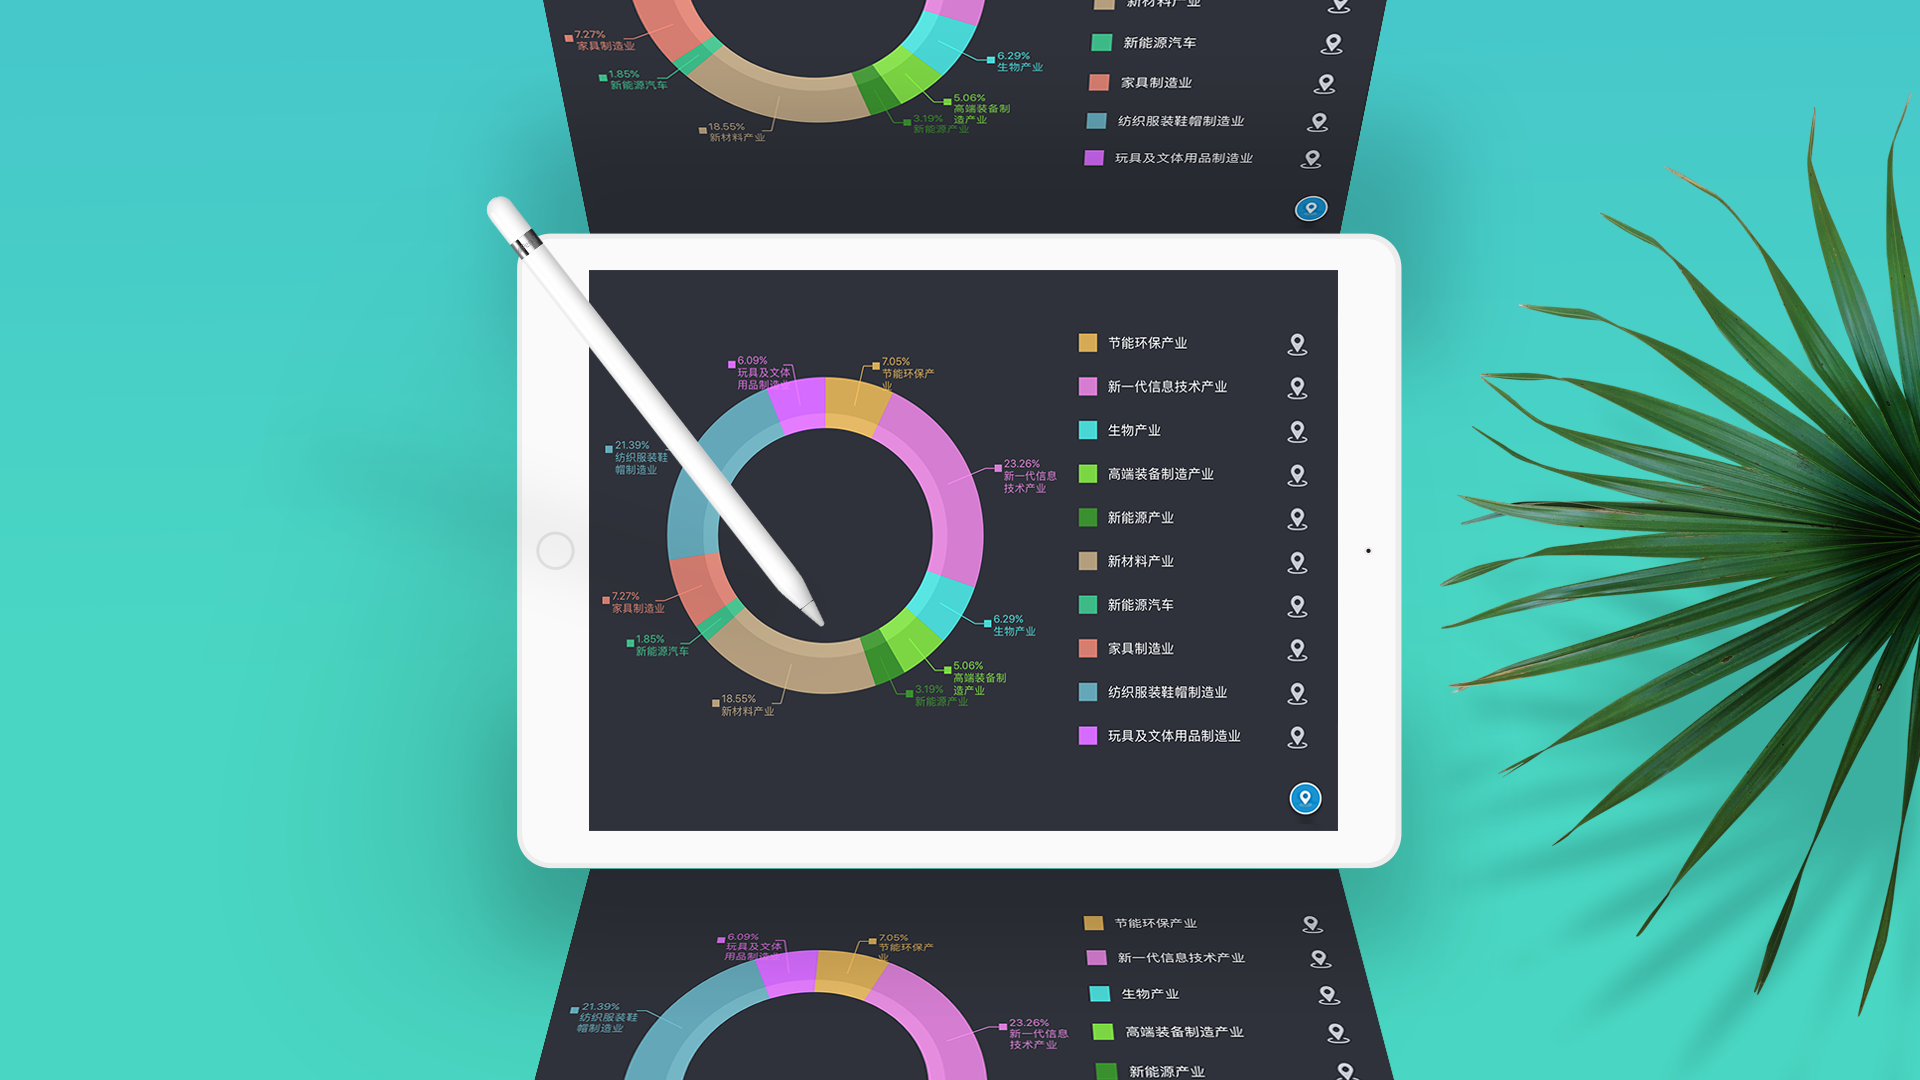 新材料产业
7.27%
家具制造业
新能源汽车
6.29%
生物产业
1.85%
新能源汽车
家具制造业
5.06%
高端装备制
造产业
3.19%
新能源产业
18.55%
新材料产业
纺织服装鞋帽制造业
玩具及文体用品制造业
6.09%
玩具及文体
用品制造业
7.05%
节能环保产
业
21.39%
纺织服装鞋
帽制造业
23.26%
新一代信息
技术产业
7.27%
家具制造业
1.85%
新能源汽车
6.29%
生物产业
5.06%
高端装备制
造产业
3.19%
新能源产业
18.55%
新材料产业
节能环保产业
新一代信息技术产业
生物产业
高端装备制造产业
新能源产业
新材料产业
新能源汽车
家具制造业
纺织服装鞋帽制造业
玩具及文体用品制造业
6.09%
玩具及文体
用品制造业
7.05%
节能环保产
业
21.39%
纺织服装鞋
帽制造业
23.26%
新一代信息
技术产业
节能环保产业
新一代信息技术产业
生物产业
高端装备制造产业
新能源产业